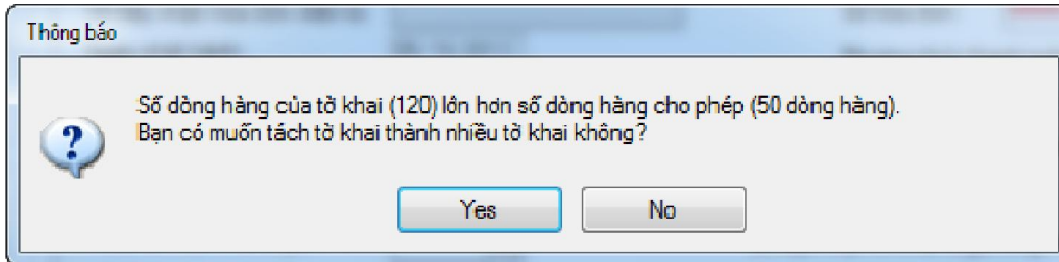 Thông báo
Số dòng hàng của tờ khai (120) lớn hơn số dòng hàng cho phép (50 dòng hàng).
Bạn có muốn tách tờ khai thành nhiều tờ khai không?
Yes
No